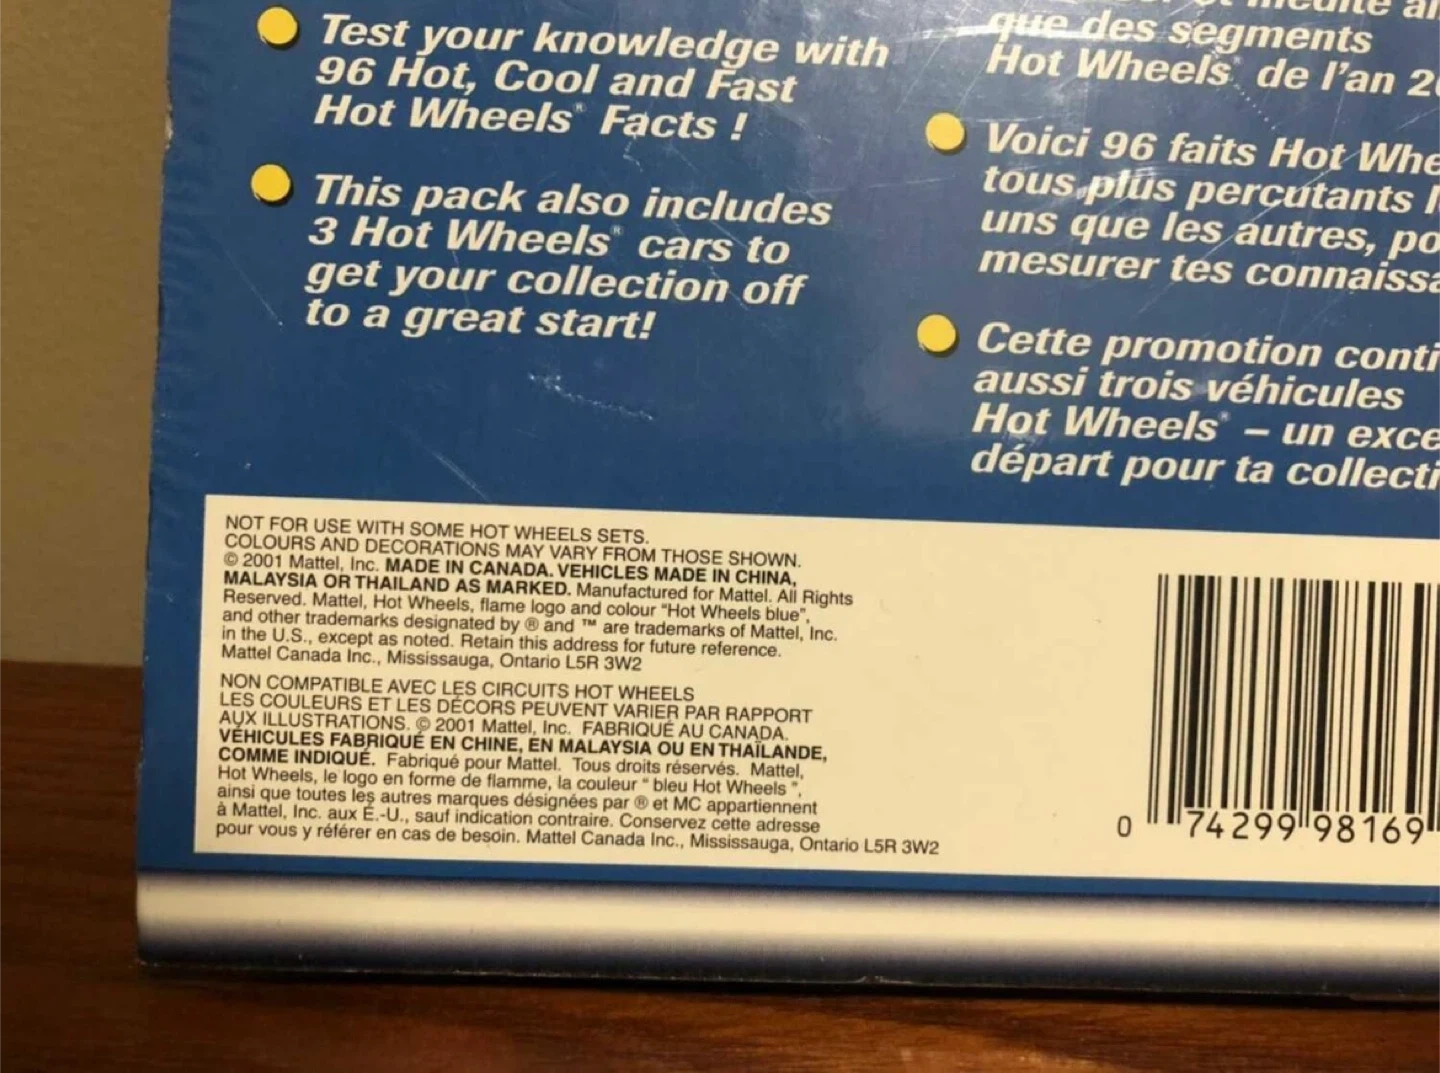 Test your knowledge with
96 Hot, Cool and Fast
Hot Wheels® Facts !
This pack also includes
3 Hot Wheels® cars to
get your collection off
to a great start!
que des segments
Hot Wheels® de l'an
Voici 96 faits Hot
tous plus percutants
uns que les autres,
mesurer tes
Cette promotion
aussi trois véhicules
Hot Wheels® – un
départ pour ta
NOT FOR USE WITH SOME HOT WHEELS SETS.
COLOURS AND DECORATIONS MAY VARY FROM THOSE SHOWN.
© 2001 Mattel, Inc. MADE IN CANADA. VEHICLES MADE IN CHINA,
MALAYSIA OR THAILAND AS MARKED. Manufactured for Mattel. All Rights
Reserved. Mattel, Hot Wheels, flame logo and colour "Hot Wheels blue",
and other trademarks designated by ® and ™ are trademarks of Mattel, Inc.
in the U.S., except as noted. Retain this address for future reference.
Mattel Canada Inc., Mississauga, Ontario L5R 3W2
NON COMPATIBLE AVEC LES CIRCUITS HOT WHEELS
LES COULEURS ET LES DÉCORS PEUVENT VARIER PAR RAPPORT
AUX ILLUSTRATIONS. © 2001 Mattel, Inc. FABRIQUÉ AU CANADA.
VÉHICULES FABRIQUÉ EN CHINE, EN MALAYSIA OU EN THAÏLANDE,
COMME INDIQUÉ. Fabriqué pour Mattel. Tous droits réservés. Mattel,
Hot Wheels, le logo en forme de flamme, la couleur " bleu Hot Wheels ",
ainsi que toutes les autres marques désignées par ® et MC appartiennent
à Mattel, Inc. aux É.-U., sauf indication contraire. Conservez cette adresse
pour vous y référer en cas de besoin. Mattel Canada Inc., Mississauga, Ontario L5R 3W2
0 74299 98169